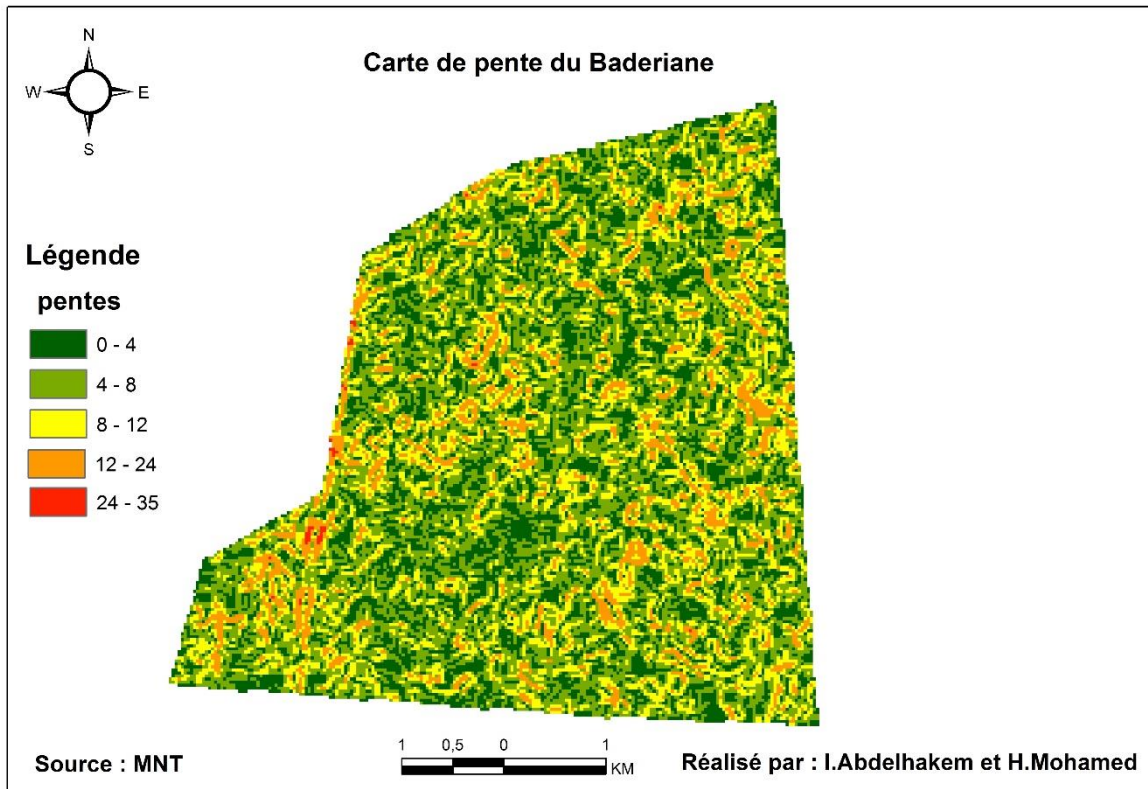 N
W E
S
Carte de pente du Baderiane
Légende
pentes
0 - 4
4 - 8
8 - 12
12 - 24
24 - 35
1 0,5 0 1
KM
Source : MNT
Réalisé par : I.Abdelhakem et H.Mohamed